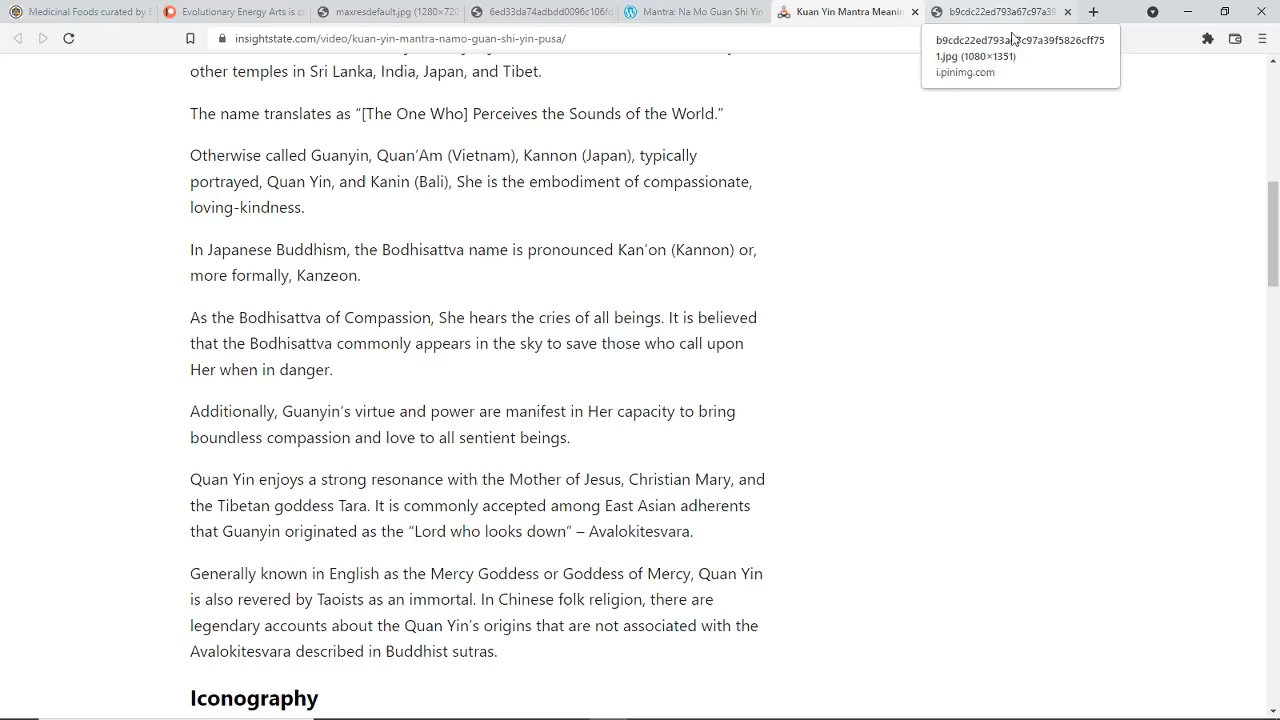 Medicinal Foods curated by
Evolutionary Energy Arts is cr
maxresdefault.jpg (1280×720
6ed33da74adbdd0096c106fd
Mantra: Na Mo Guan Shi Yin
Kuan Yin Mantra Meanin
b9cdc22ed793a67c97a39
insightstate.com/video/kuan-yin-mantra-namo-guan-shi-yin-pusa/
1.jpg (1080×1351)
i.pinimg.com
other temples in Sri Lanka, India, Japan, and Tibet.
The name translates as “[The One Who] Perceives the Sounds of the World.”
Otherwise called Guanyin, Quan’Am (Vietnam), Kannon (Japan), typically
portrayed, Quan Yin, and Kanin (Bali), She is the embodiment of compassionate,
loving-kindness.
In Japanese Buddhism, the Bodhisattva name is pronounced Kan’on (Kannon) or,
more formally, Kanzeon.
As the Bodhisattva of Compassion, She hears the cries of all beings. It is believed
that the Bodhisattva commonly appears in the sky to save those who call upon
Her when in danger.
Additionally, Guanyin’s virtue and power are manifest in Her capacity to bring
boundless compassion and love to all sentient beings.
Quan Yin enjoys a strong resonance with the Mother of Jesus, Christian Mary, and
the Tibetan goddess Tara. It is commonly accepted among East Asian adherents
that Guanyin originated as the “Lord who looks down” – Avalokitesvara.
Generally known in English as the Mercy Goddess or Goddess of Mercy, Quan Yin
is also revered by Taoists as an immortal. In Chinese folk religion, there are
legendary accounts about the Quan Yin’s origins that are not associated with the
Avalokitesvara described in Buddhist sutras.
Iconography